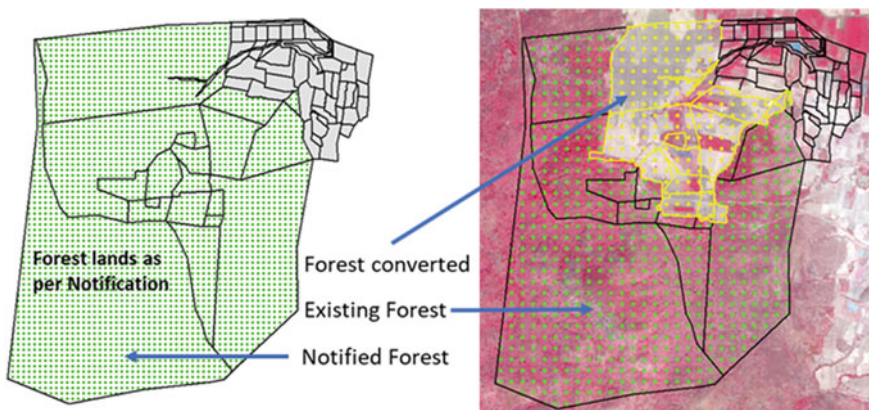 Forest lands as
per Notification
Forest converted
Existing Forest
Notified Forest